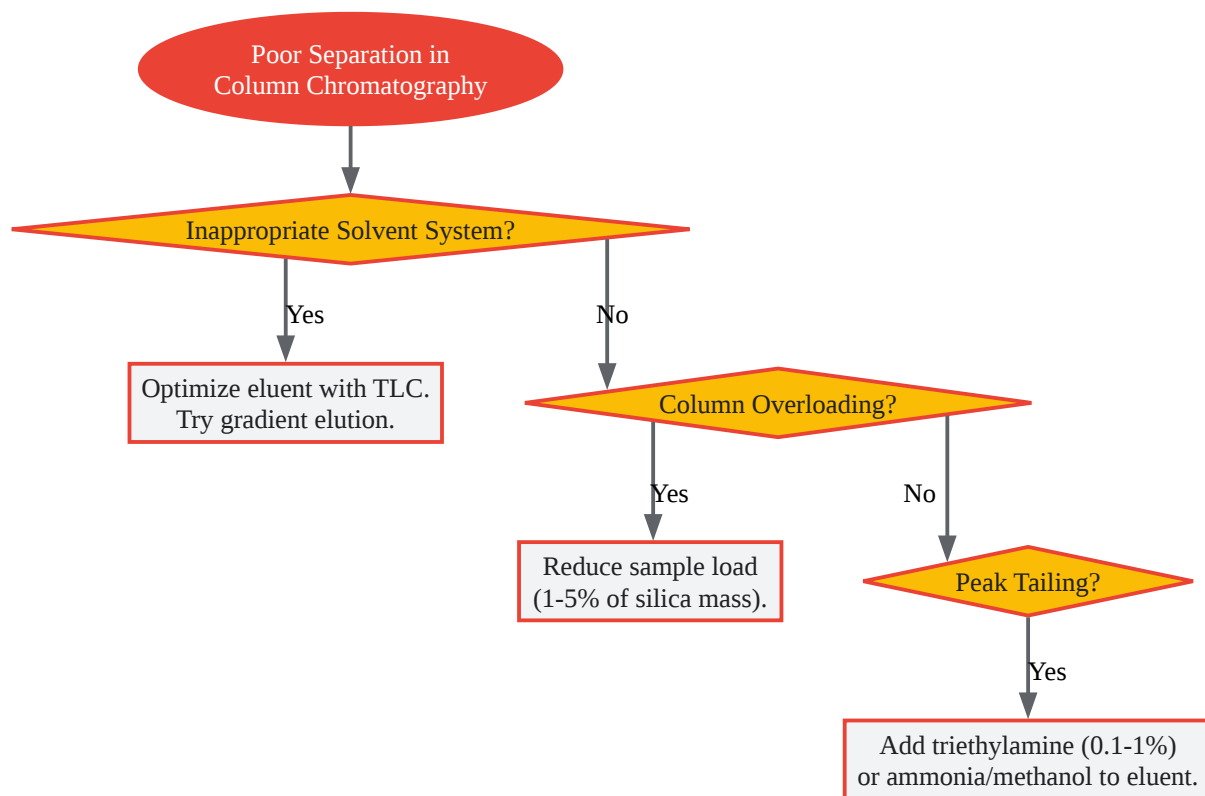 Poor Separation in
Column Chromatography
Inappropriate Solvent System?
Yes
No
Optimize eluent with TLC.
Try gradient elution.
Column Overloading?
Yes
No
Reduce sample load
(1-5% of silica mass).
Peak Tailing?
Yes
Add triethylamine (0.1-1%)
or ammonia/methanol to eluent.